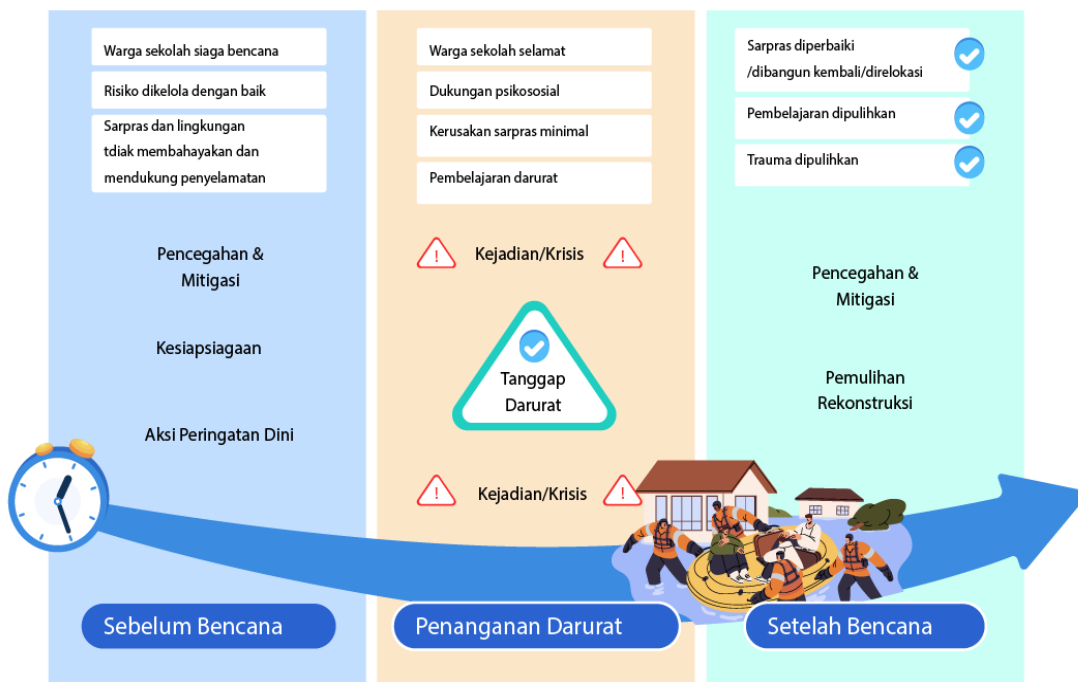 Warga sekolah siaga bencana
Risiko dikelola dengan baik
Sarpras dan lingkungan
tdiak membahayakan dan
mendukung penyelamatan
Pencegahan &
Mitigasi
Kesiapsiagaan
Aksi Peringatan Dini
Sebelum Bencana
Warga sekolah selamat
Dukungan psikososial
Kerusakan sarpras minimal
Pembelajaran darurat
! Kejadian/Krisis !
Tanggap
Darurat
! Kejadian/Krisis !
Penanganan Darurat
Sarpras diperbaiki
/dibangun kembali/direlokasi
Pembelajaran dipulihkan
Trauma dipulihkan
Pencegahan &
Mitigasi
Pemulihan
Rekonstruksi
Setelah Bencana